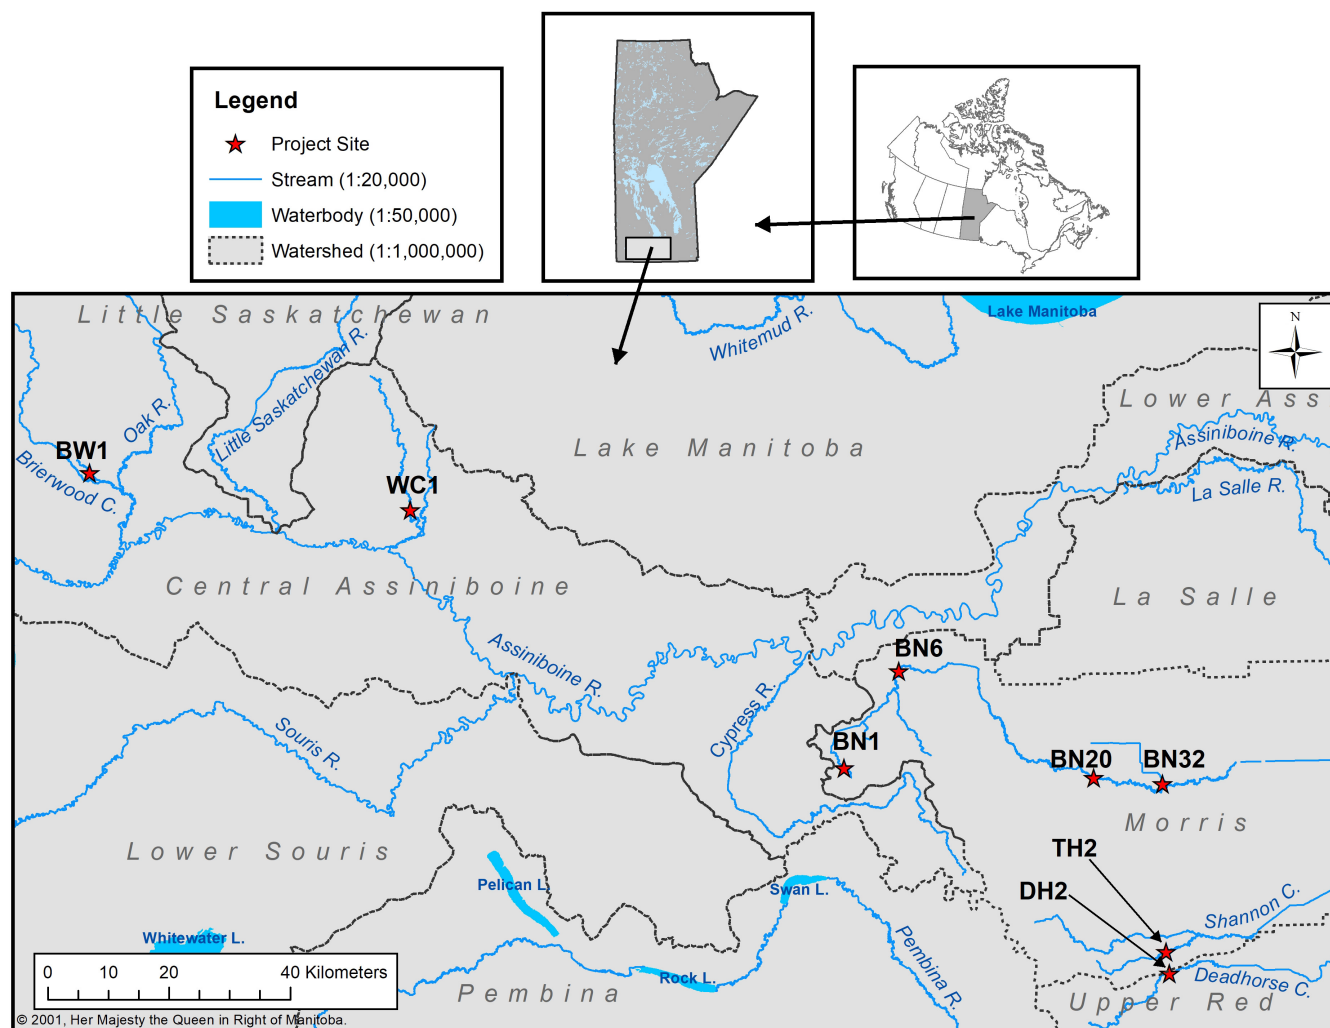 Legend
Project Site
Stream (1:20,000)
Waterbody (1:50,000)
Watershed (1:1,000,000)
Little Saskatchewan
Lake Manitoba
N
Whitemud R.
Little Saskatchewan R.
Oak R.
Lower Ass
Assiniboine R.
BW1
Brierwood C.
WC1
Lake Manitoba
La Salle R.
Central Assiniboine
La Salle
Assiniboine R.
BN6
Cypress R.
Souris R.
BN1
BN20
BN32
Morris
Lower Souris
TH2
DH2
Pelican L.
Swan L.
Shannon C.
Whitewater L.
Pembina R.
Rock L.
Deadhorse C.
Pembina
Upper Red
0 10 20 40 Kilometers
© 2001, Her Majesty the Queen in Right of Manitoba.